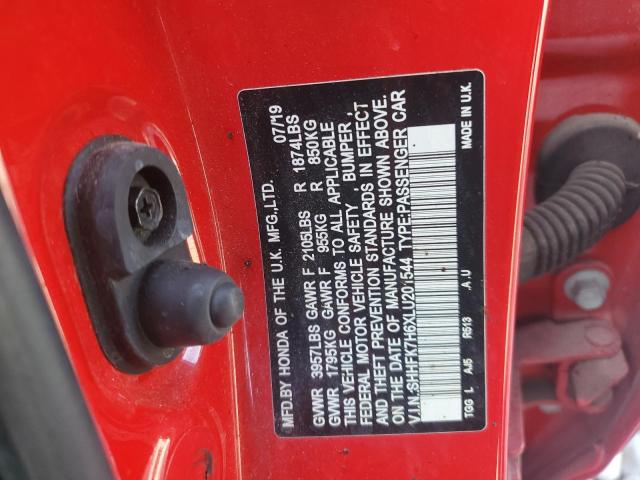 MFD.BY HONDA OF THE U.K. MFG.,LTD. 07/19
GVWR 3957LBS GAWR F 2105LBS R 1874LBS
GVWR 1795KG GAWR F 955KG R 850KG
THIS VEHICLE CONFORMS TO ALL APPLICABLE
FEDERAL MOTOR VEHICLE SAFETY , BUMPER ,
AND THEFT PREVENTION STANDARDS IN EFFECT
ON THE DATE OF MANUFACTURE SHOWN ABOVE.
V.I.N.:SHHFK7H6XLU201544 TYPE:PASSENGER CAR
TGG L AJ5 R513 .A .U MADE IN U.K.